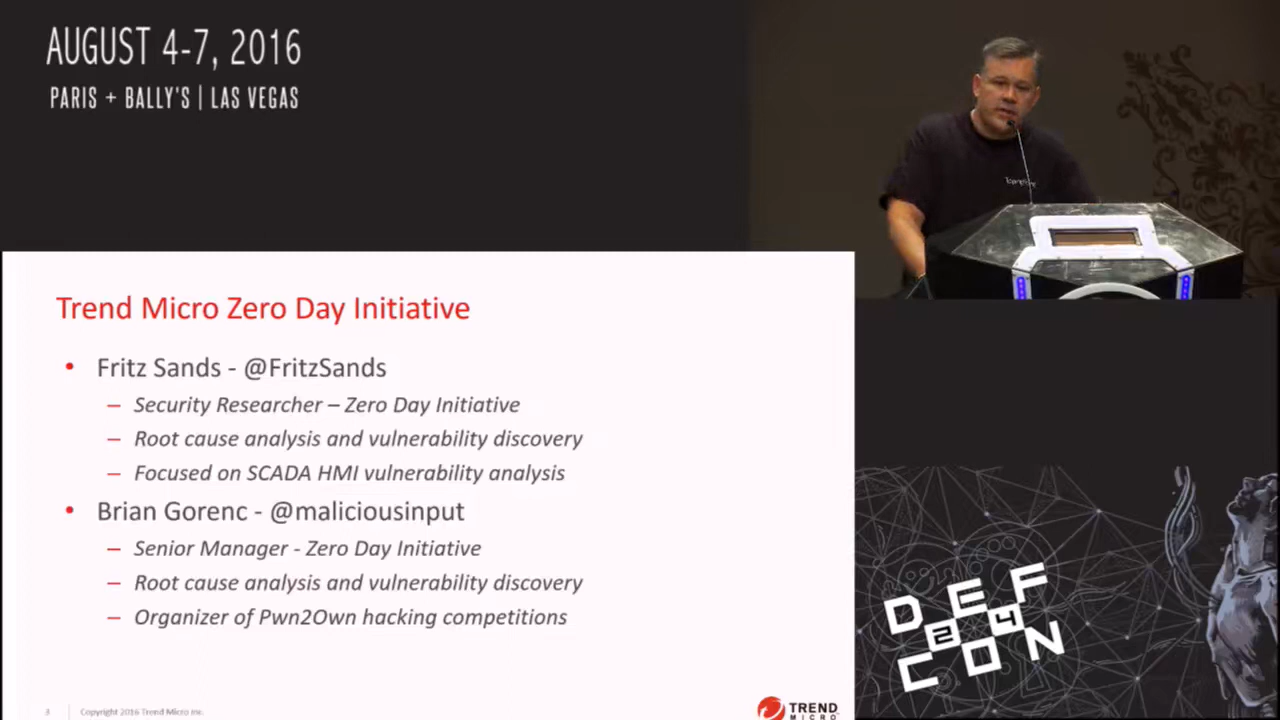 AUGUST 4-7, 2016
PARIS + BALLY'S | LAS VEGAS
Trend Micro Zero Day Initiative
• Fritz Sands - @FritzSands
– Security Researcher – Zero Day Initiative
– Root cause analysis and vulnerability discovery
– Focused on SCADA HMI vulnerability analysis
• Brian Gorenc - @maliciousinput
– Senior Manager - Zero Day Initiative
– Root cause analysis and vulnerability discovery
– Organizer of Pwn2Own hacking competitions
3 Copyright 2016 Trend Micro Inc.
TREND
MICRO
DEF
24
CON